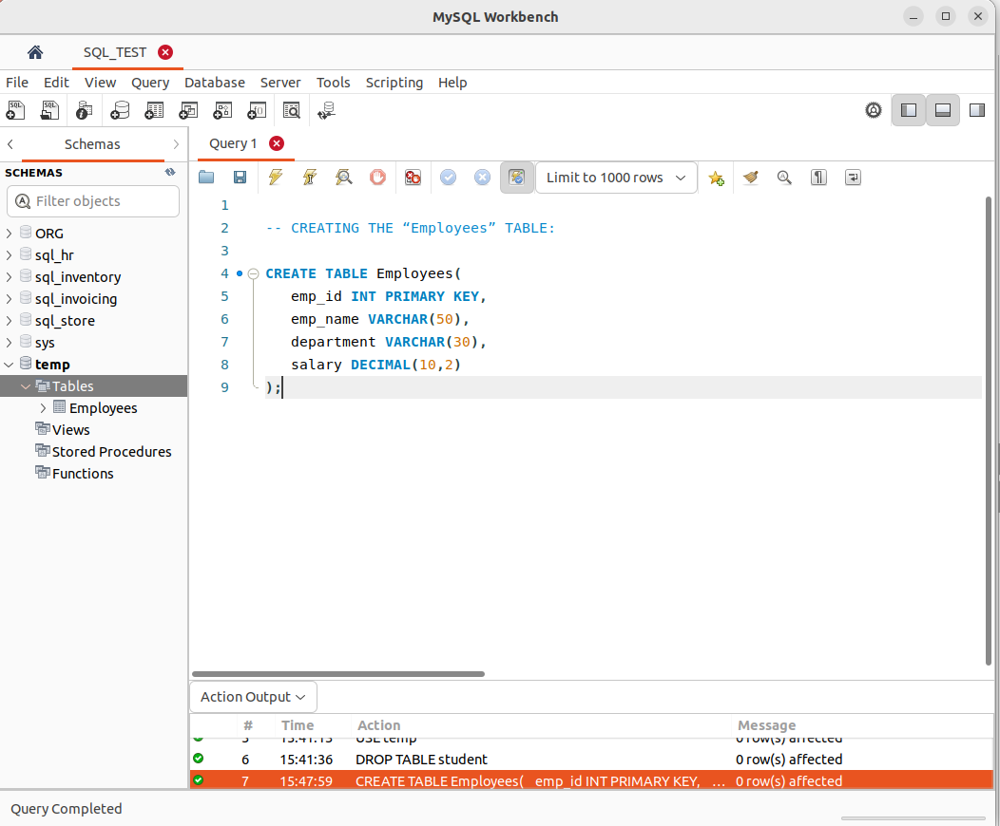 MySQL Workbench
SQL_TEST
File Edit View Query Database Server Tools Scripting Help
Schemas
Query 1
SCHEMAS
Filter objects
Limit to 1000 rows
ORG
sql_hr
sql_inventory
sql_invoicing
sql_store
sys
temp
Tables
Employees
Views
Stored Procedures
Functions
1
2 -- CREATING THE “Employees” TABLE:
3
4 CREATE TABLE Employees(
5 emp_id INT PRIMARY KEY,
6 emp_name VARCHAR(50),
7 department VARCHAR(30),
8 salary DECIMAL(10,2)
9 );
Action Output
# Time Action Message
5 15:41:15 USE temp 0 row(s) affected
6 15:41:36 DROP TABLE student 0 row(s) affected
7 15:47:59 CREATE TABLE Employees( emp_id INT PRIMARY KEY, ... 0 row(s) affected
Query Completed